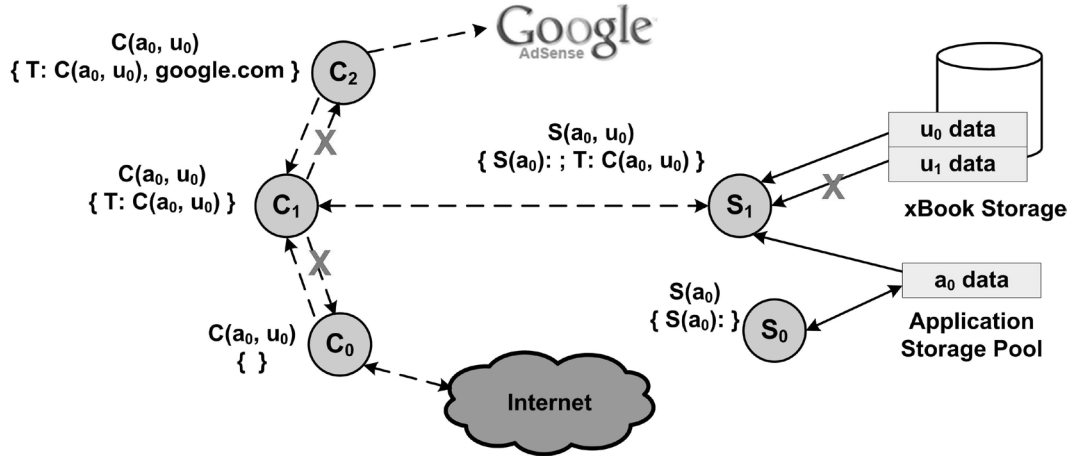 C(a₀, u₀)
{ T: C(a₀, u₀), google.com }
C₂
Google
AdSense
X
C(a₀, u₀)
{ T: C(a₀, u₀) }
C₁
X
C(a₀, u₀)
{ }
C₀
Internet
S(a₀, u₀)
{ S(a₀): ; T: C(a₀, u₀) }
S₁
X
u₀ data
u₁ data
xBook Storage
S(a₀)
{ S(a₀): }
S₀
a₀ data
Application
Storage Pool